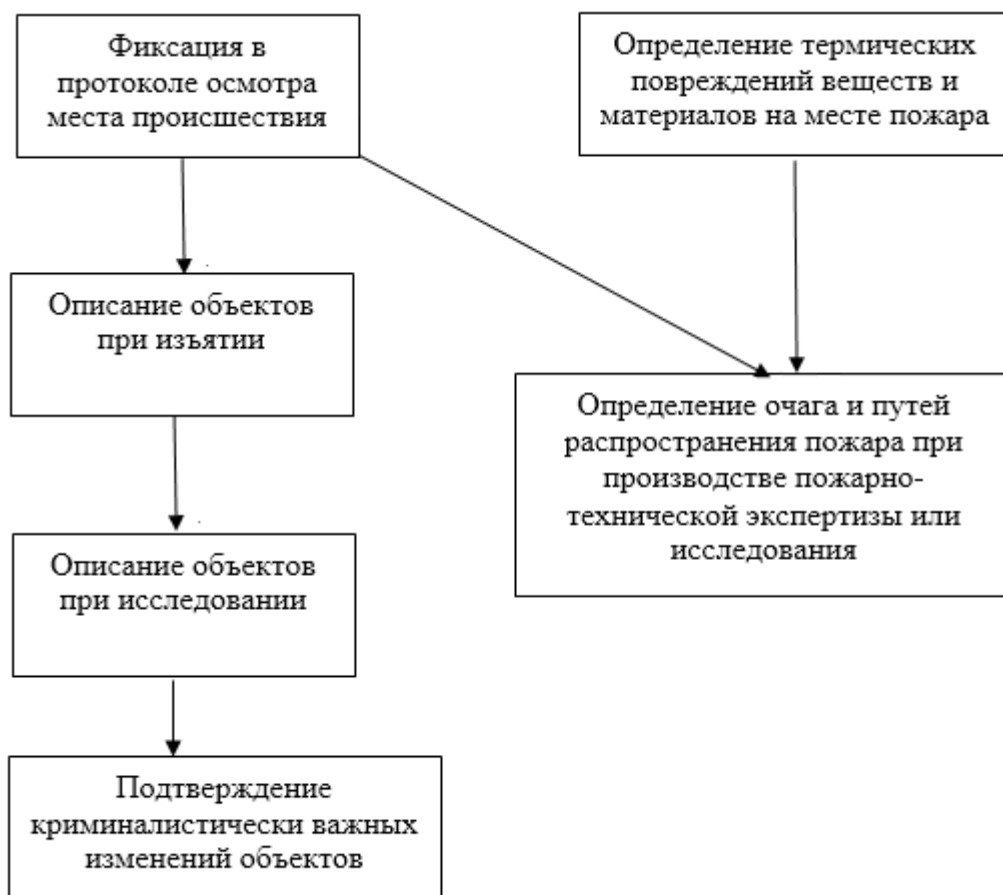 Фиксация в
протоколе осмотра
места происшествия
Определение термических
повреждений веществ и
материалов на месте пожара
Описание объектов
при изъятии
Определение очага и путей
распространения пожара при
производстве пожарно-
технической экспертизы или
исследования
Описание объектов
при исследовании
Подтверждение
криминалистически важных
изменений объектов